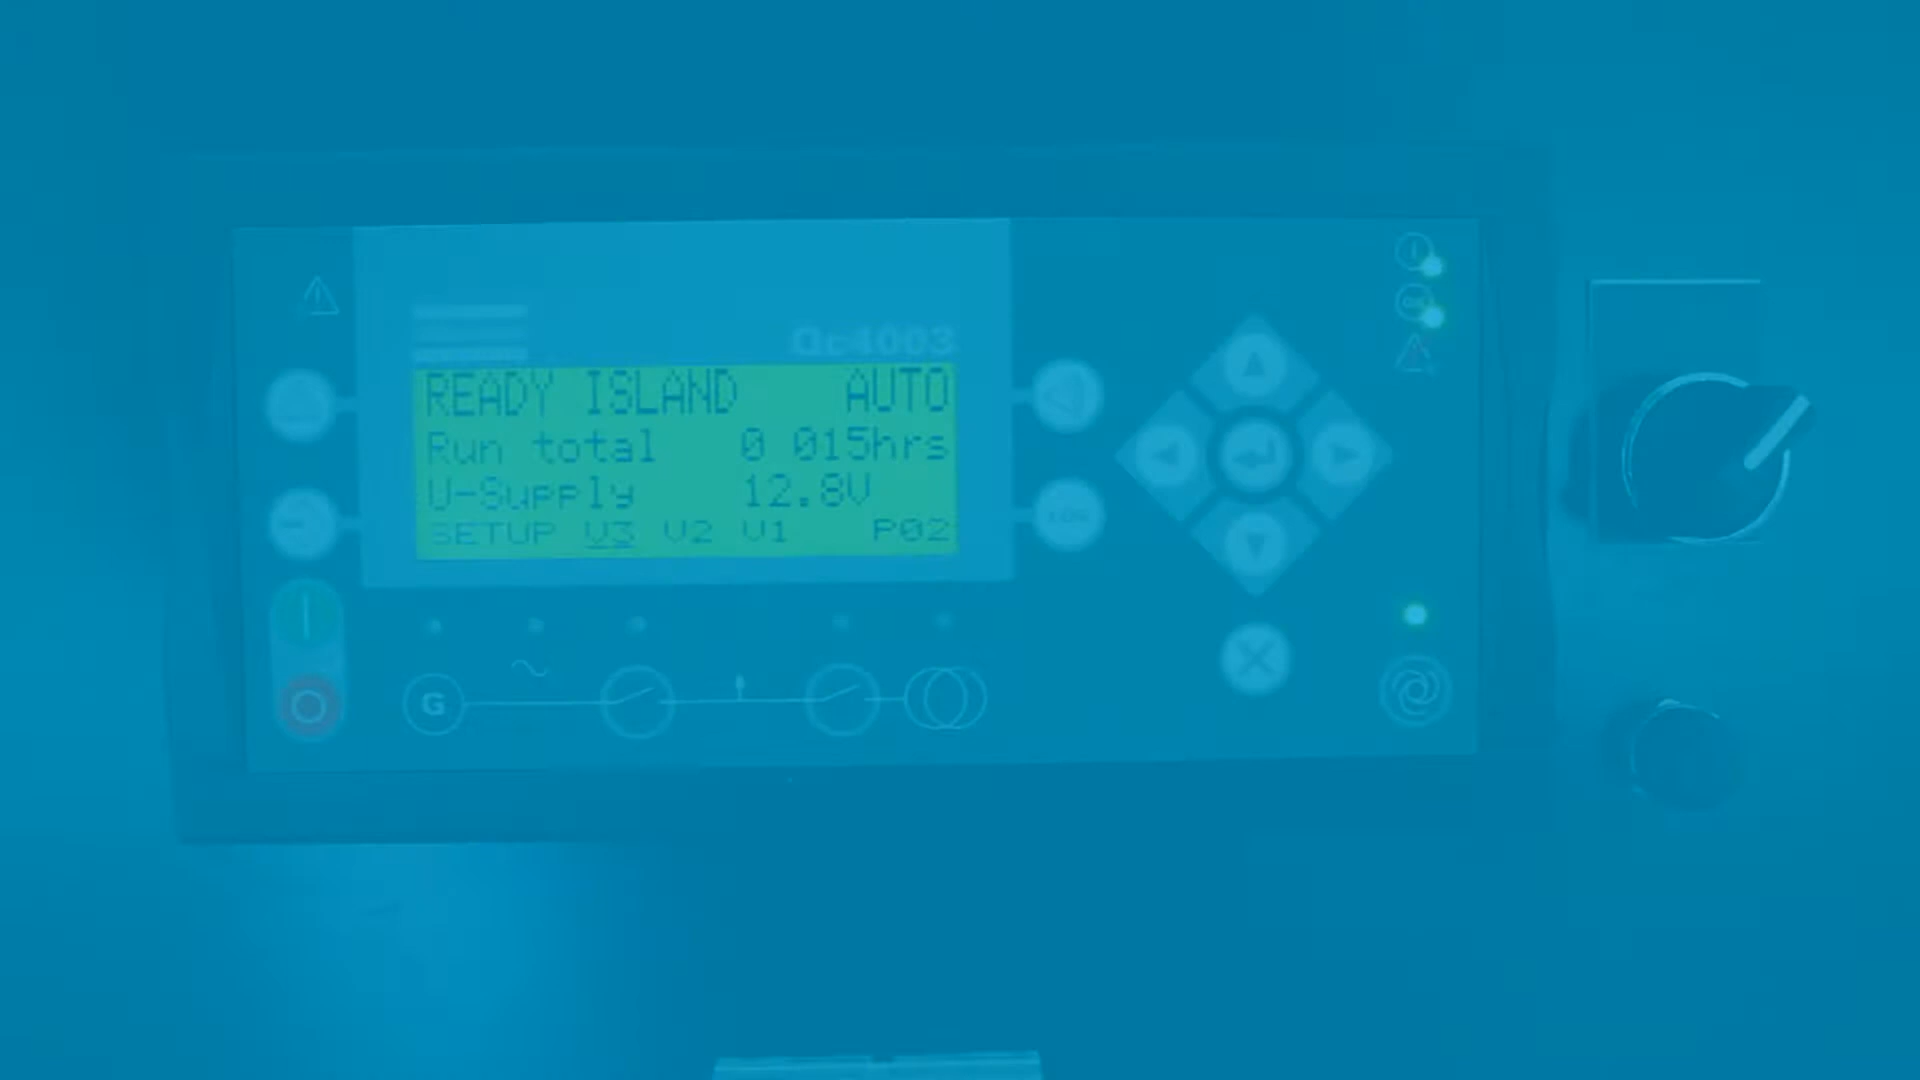 Qc4003
READY ISLAND AUTO
Run total 0 015hrs
U-Supply 12.8V
SETUP V3 V2 V1 P02
G